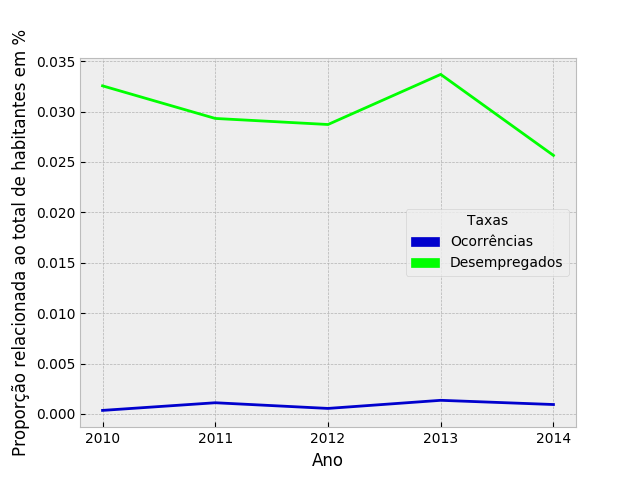 Proporção relacionada ao total de habitantes em %
0.035
0.030
0.025
0.020
0.015
0.010
0.005
0.000
Taxas
Ocorrências
Desempregados
2010 2011 2012 2013 2014
Ano